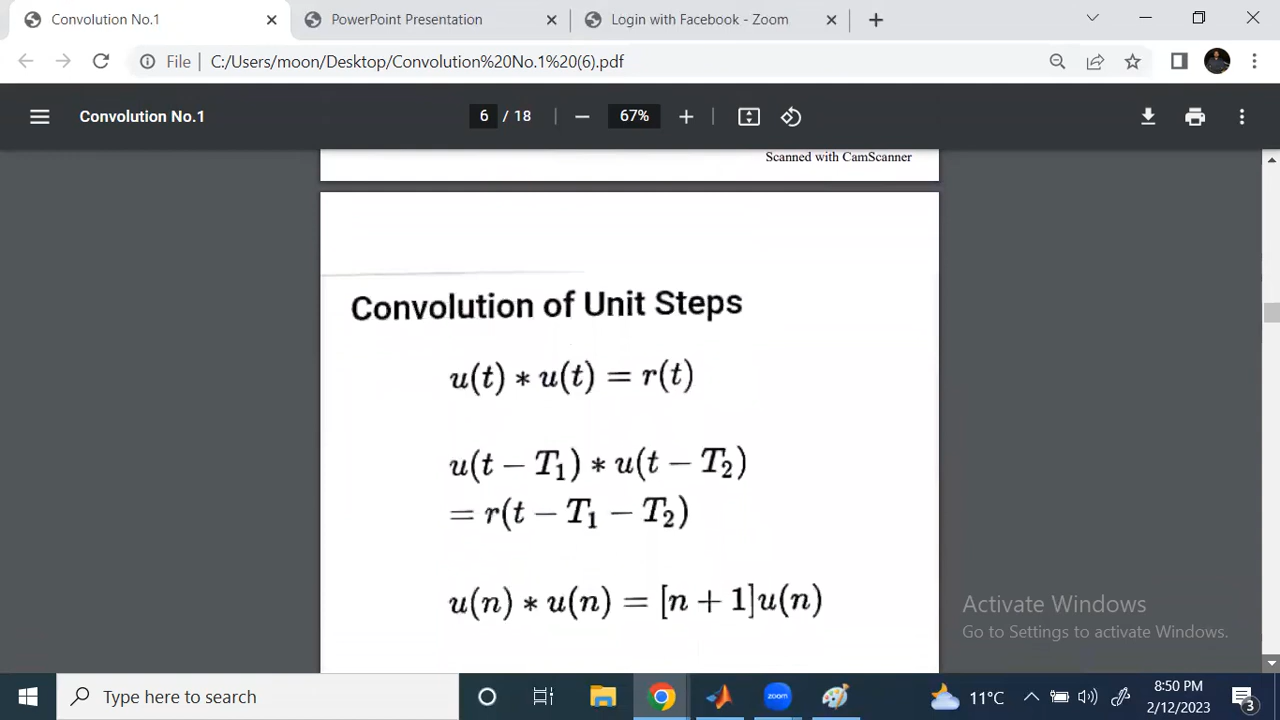 Convolution No.1
PowerPoint Presentation
Login with Facebook - Zoom
File
C:/Users/moon/Desktop/Convolution%20No.1%20(6).pdf
Convolution No.1
6 / 18
67%
Scanned with CamScanner
Convolution of Unit Steps
u(t) ∗ u(t) = r(t)
u(t − T₁) ∗ u(t − T₂)
= r(t − T₁ − T₂)
u(n) ∗ u(n) = [n + 1]u(n)
Activate Windows
Go to Settings to activate Windows.
Type here to search
zoom
11°C
8:50 PM
2/12/2023
3